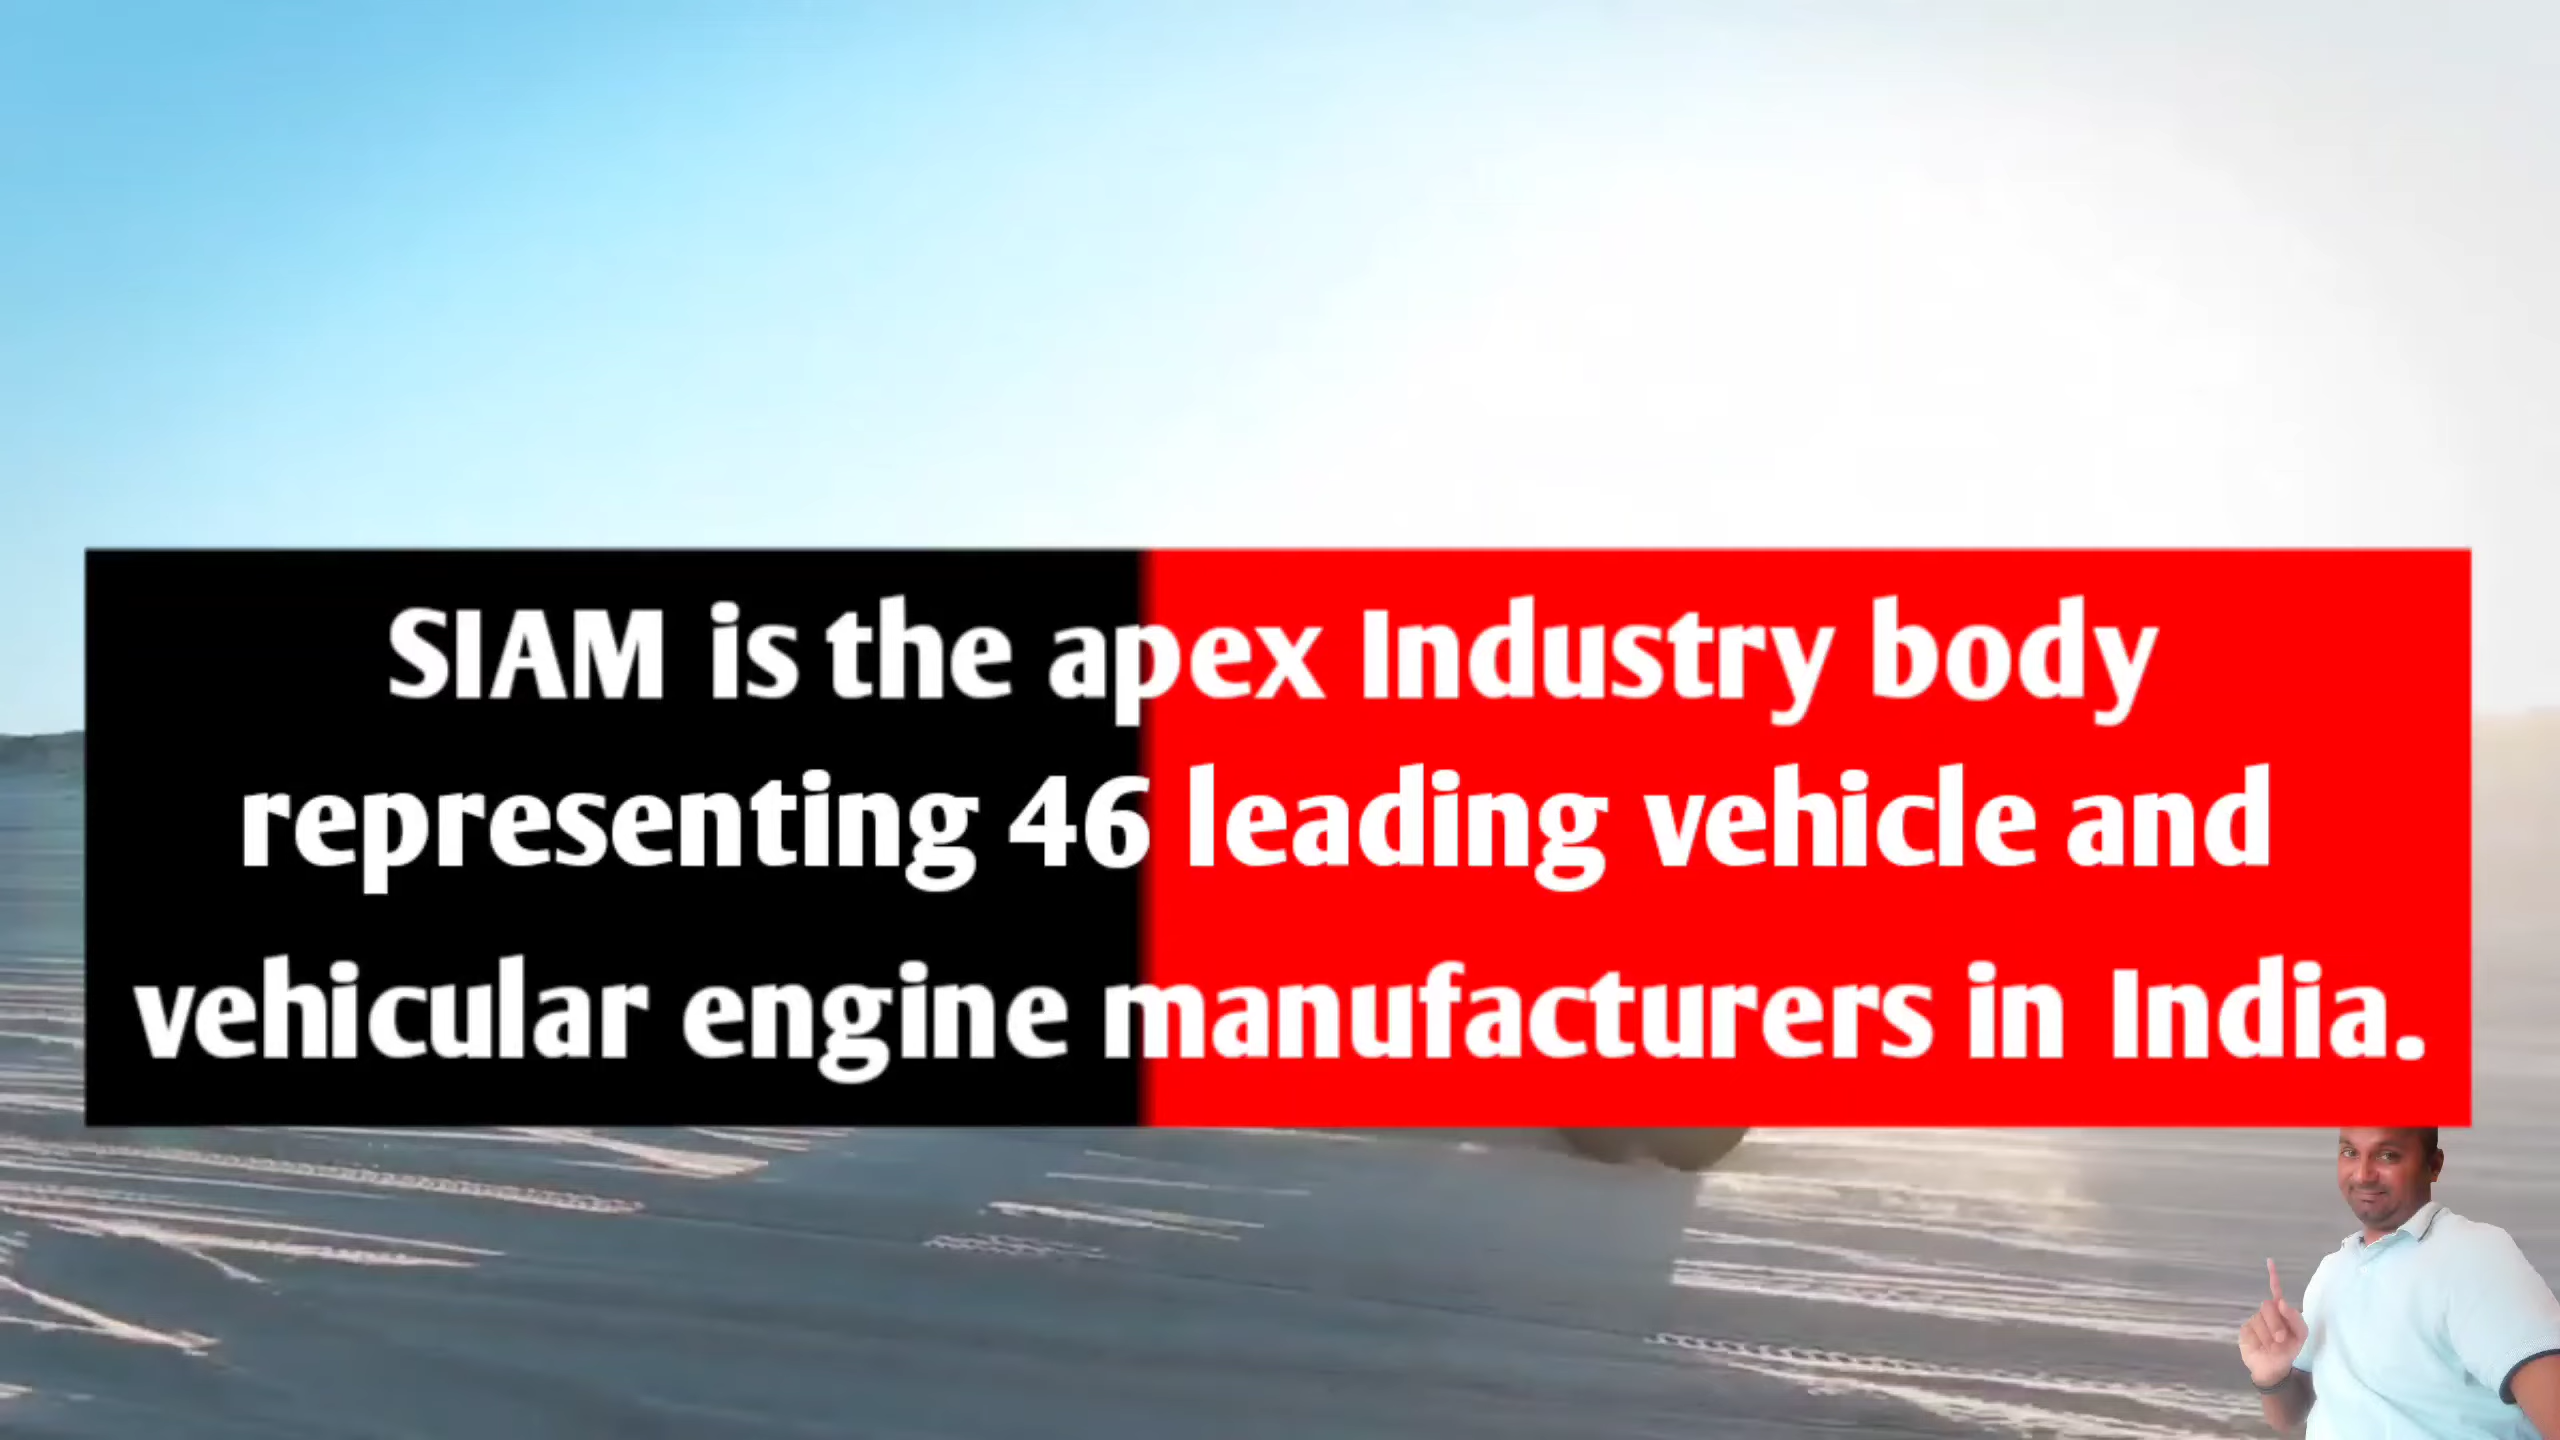 SIAM is the apex Industry body
representing 46 leading vehicle and
vehicular engine manufacturers in India.